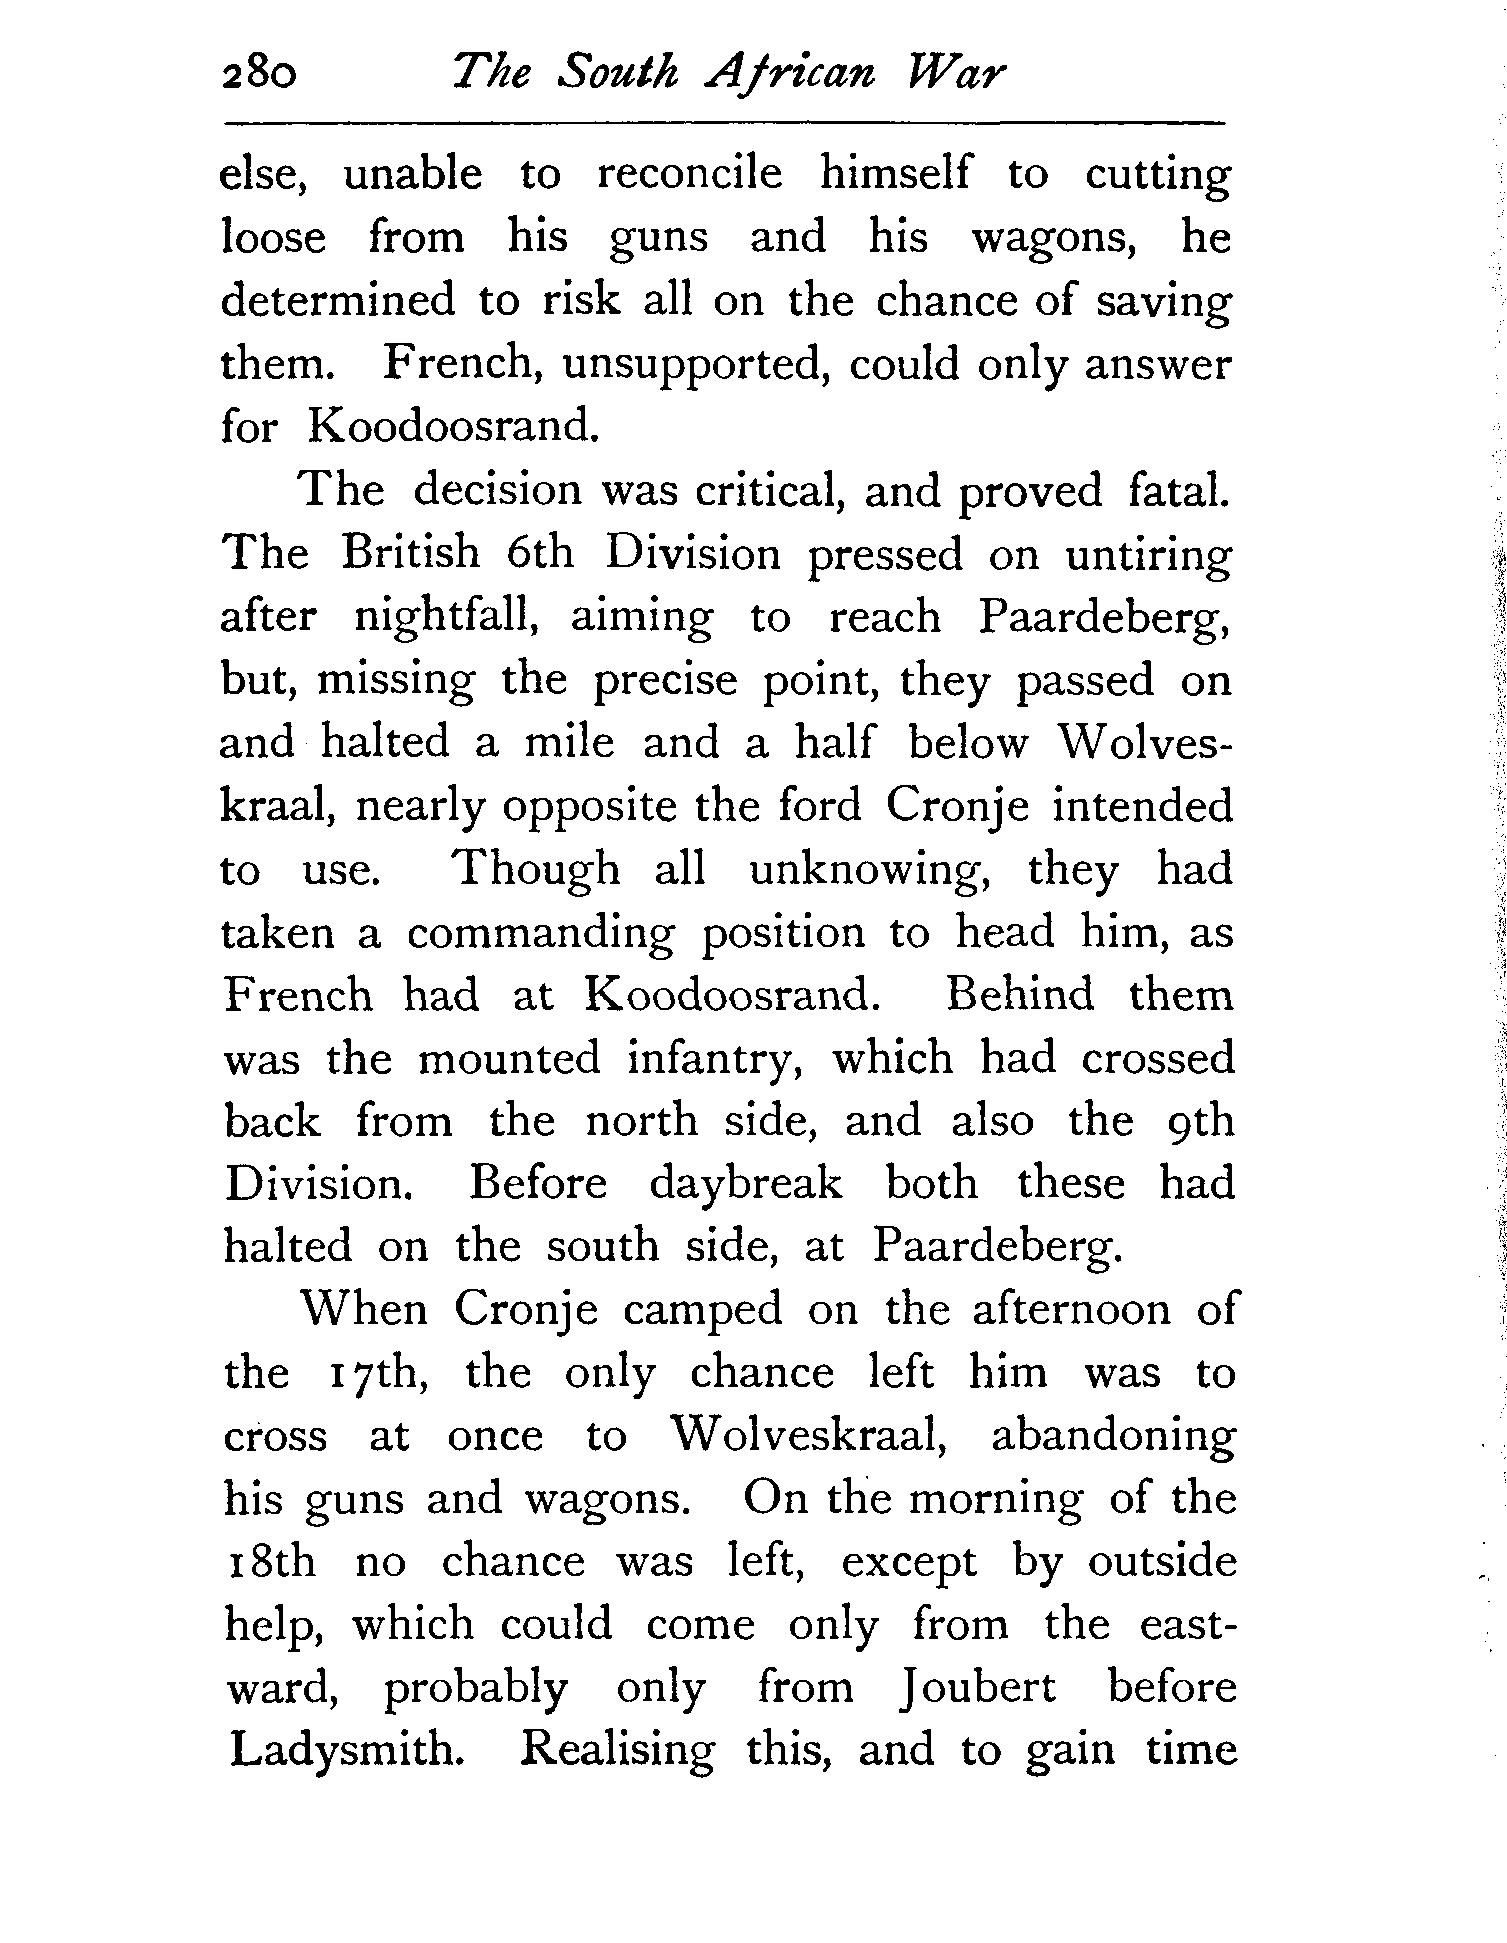 280 The South African War
else, unable to reconcile himself to cutting
loose from his guns and his wagons, he
determined to risk all on the chance of saving
them. French, unsupported, could only answer
for Koodoosrand.
The decision was critical, and proved fatal.
The British 6th Division pressed on untiring
after nightfall, aiming to reach Paardeberg,
but, missing the precise point, they passed on
and halted a mile and a half below Wolves-
kraal, nearly opposite the ford Cronje intended
to use. Though all unknowing, they had
taken a commanding position to head him, as
French had at Koodoosrand. Behind them
was the mounted infantry, which had crossed
back from the north side, and also the 9th
Division. Before daybreak both these had
halted on the south side, at Paardeberg.
When Cronje camped on the afternoon of
the 17th, the only chance left him was to
cross at once to Wolveskraal, abandoning
his guns and wagons. On the morning of the
18th no chance was left, except by outside
help, which could come only from the east-
ward, probably only from Joubert before
Ladysmith. Realising this, and to gain time